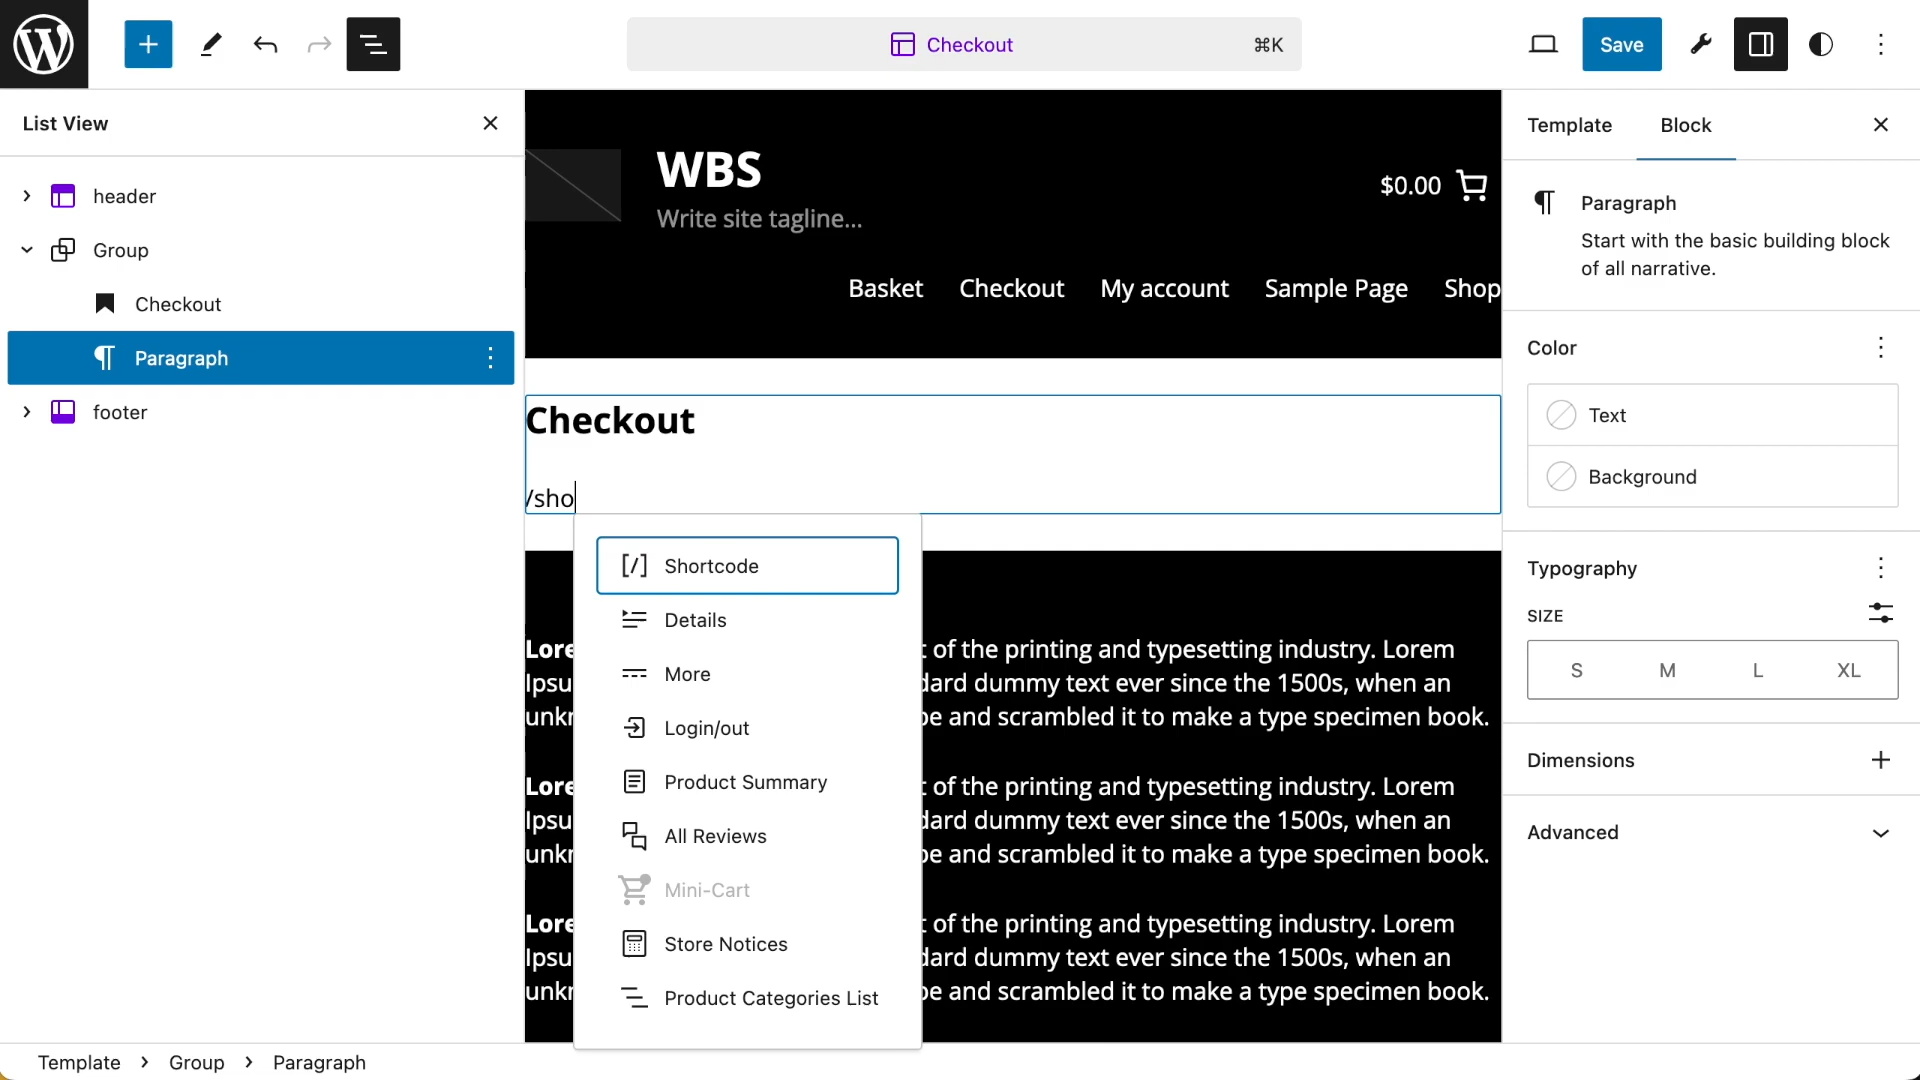 Checkout
⌘K
Save
List View
header
Group
Checkout
Paragraph
footer
WBS
Write site tagline...
$0.00
Basket Checkout My account Sample Page Shop
Checkout
/sho
Shortcode
Details
More
Login/out
Product Summary
All Reviews
Mini-Cart
Store Notices
Product Categories List
of the printing and typesetting industry. Lorem
dummy text ever since the 1500s, when an
and scrambled it to make a type specimen book.
of the printing and typesetting industry. Lorem
dummy text ever since the 1500s, when an
and scrambled it to make a type specimen book.
of the printing and typesetting industry. Lorem
dummy text ever since the 1500s, when an
and scrambled it to make a type specimen book.
Template Block
Paragraph
Start with the basic building block
of all narrative.
Color
Text
Background
Typography
SIZE
S M L XL
Dimensions
Advanced
Template > Group > Paragraph